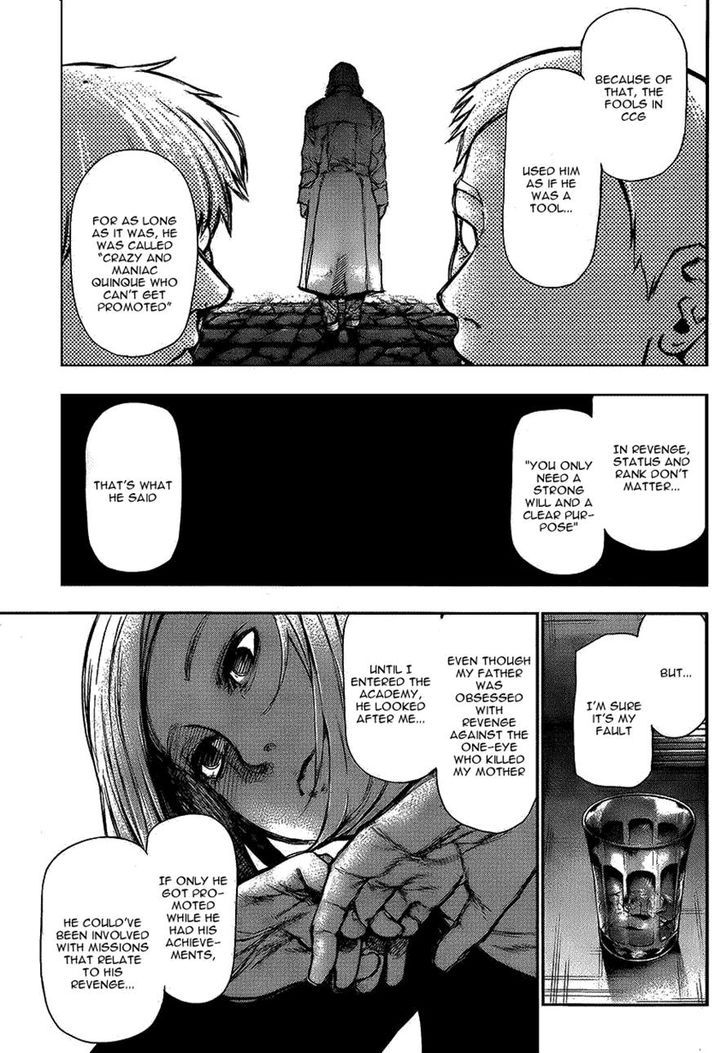 BECAUSE OF
THAT, THE
FOOLS IN
CCG
USED HIM
AS IF HE
WAS A
TOOL...
FOR AS LONG
AS IT WAS, HE
WAS CALLED
"CRAZY AND
MANIAC
QUINQUE WHO
CAN'T GET
PROMOTED"
IN REVENGE,
STATUS AND
RANK DON'T
MATTER...
"YOU ONLY
NEED A
STRONG
WILL AND A
CLEAR PUR-
POSE"
THAT'S WHAT
HE SAID
BUT...
I'M SURE
IT'S MY
FAULT
EVEN THOUGH
MY FATHER
WAS
OBSESSED
WITH
REVENGE
AGAINST THE
ONE-EYE
WHO KILLED
MY MOTHER
UNTIL I
ENTERED THE
ACADEMY,
HE LOOKED
AFTER ME...
IF ONLY HE
GOT PRO-
MOTED
WHILE HE
HAD HIS
ACHIEVE-
MENTS,
HE COULD'VE
BEEN INVOLVED
WITH MISSIONS
THAT RELATE
TO HIS
REVENGE...